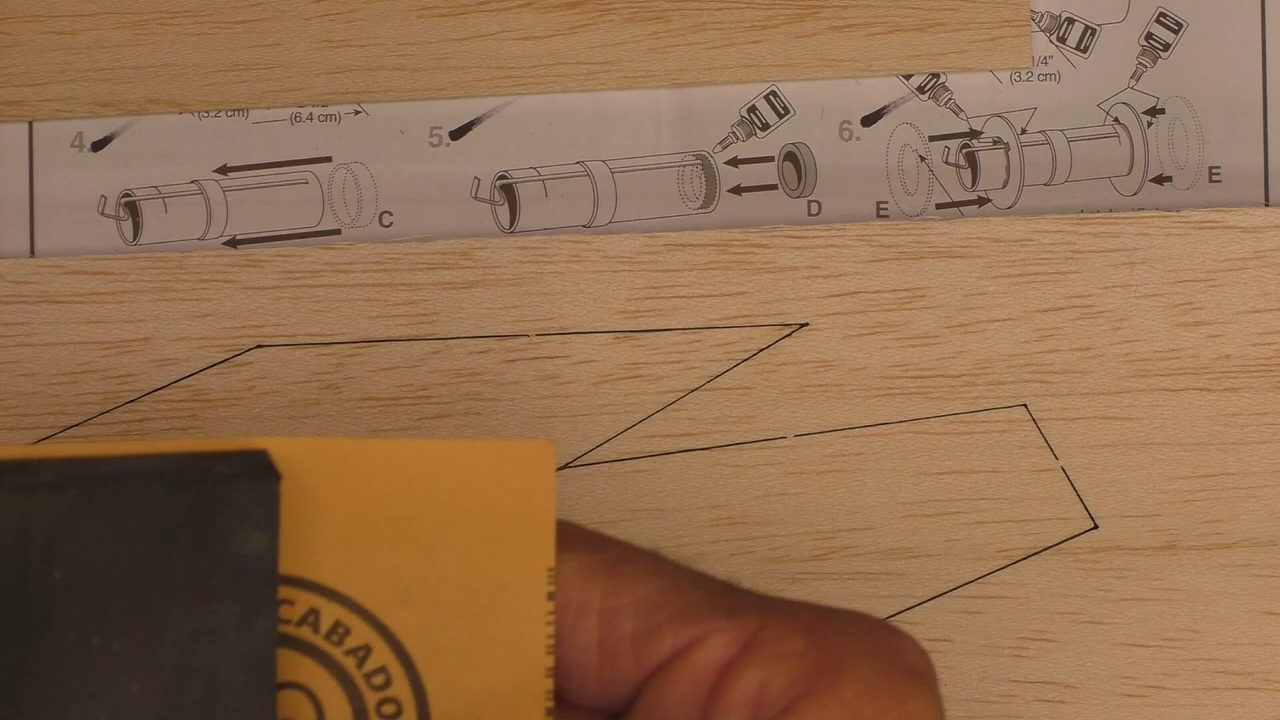 1/4"
(3.2 cm)
(3.2 cm)
(6.4 cm)
4.
5.
6.
C
D
E
E
CABADO